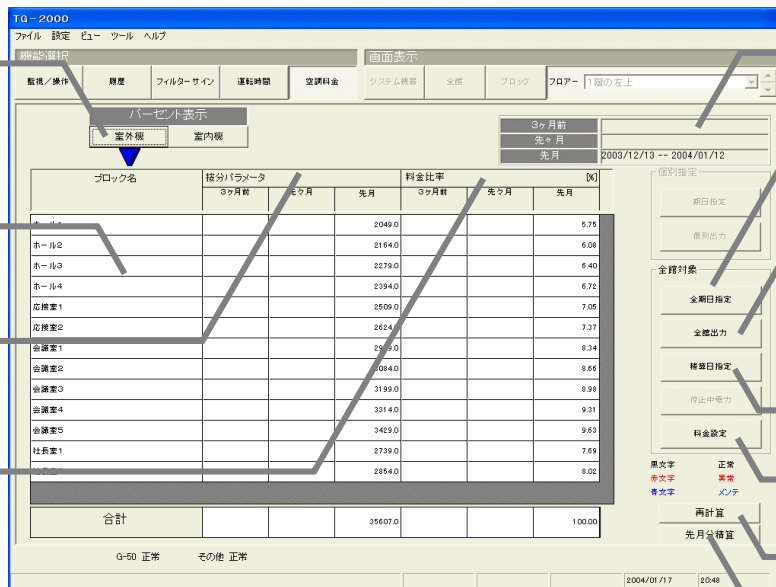 TG-2000
ファイル 設定 ビュー ツール ヘルプ
機能選択 画面表示
監視/操作 履歴 フィルターサイン 運転時間 空調料金 システム機器 全館 ブロック フロアー 1階の左上
パーセント表示
室外機 室内機
3ヶ月前
先々月
先月 2003/12/13 -- 2004/01/12
ブロック名 按分パラメータ 料金比率 [%]
3ヶ月前 先々月 先月 3ヶ月前 先々月 先月
2049.0 5.75
ホール2 2164.0 6.08
ホール3 2279.0 6.40
ホール4 2394.0 6.72
応接室1 2509.0 7.05
応接室2 2624.0 7.37
会議室1 8.34
会議室2 3084.0 8.66
会議室3 3199.0 8.98
会議室4 3314.0 9.31
会議室5 3429.0 9.63
社長室1 2739.0 7.69
2854.0 8.02
合計 35607.0 100.00
個別指定
期日指定
個別出力
全館対象
全期日指定
全館出力
精算日指定
停止中電力
料金設定
黒文字 正常
赤文字 異常
青文字 メンテ
再計算
先月分積算
G-50 正常 その他 正常
2004/01/17 20:48